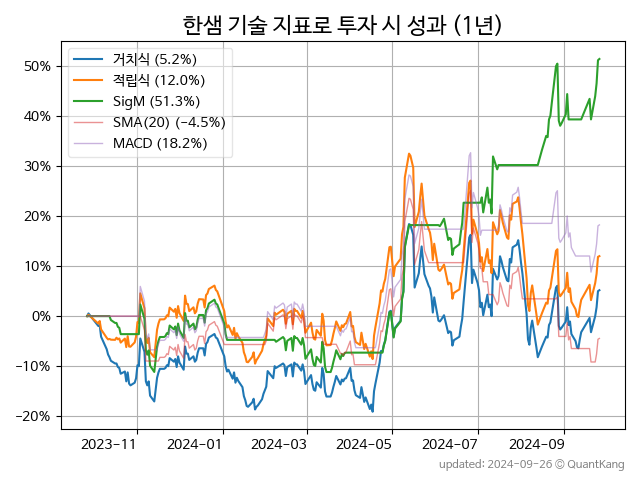 한샘 기술 지표로 투자 시 성과 (1년)
거치식 (5.2%)
적립식 (12.0%)
SigM (51.3%)
SMA(20) (−4.5%)
MACD (18.2%)
50%
40%
30%
20%
10%
0%
−10%
−20%
2023-11 2024-01 2024-03 2024-05 2024-07 2024-09
updated: 2024-09-26 © QuantKang